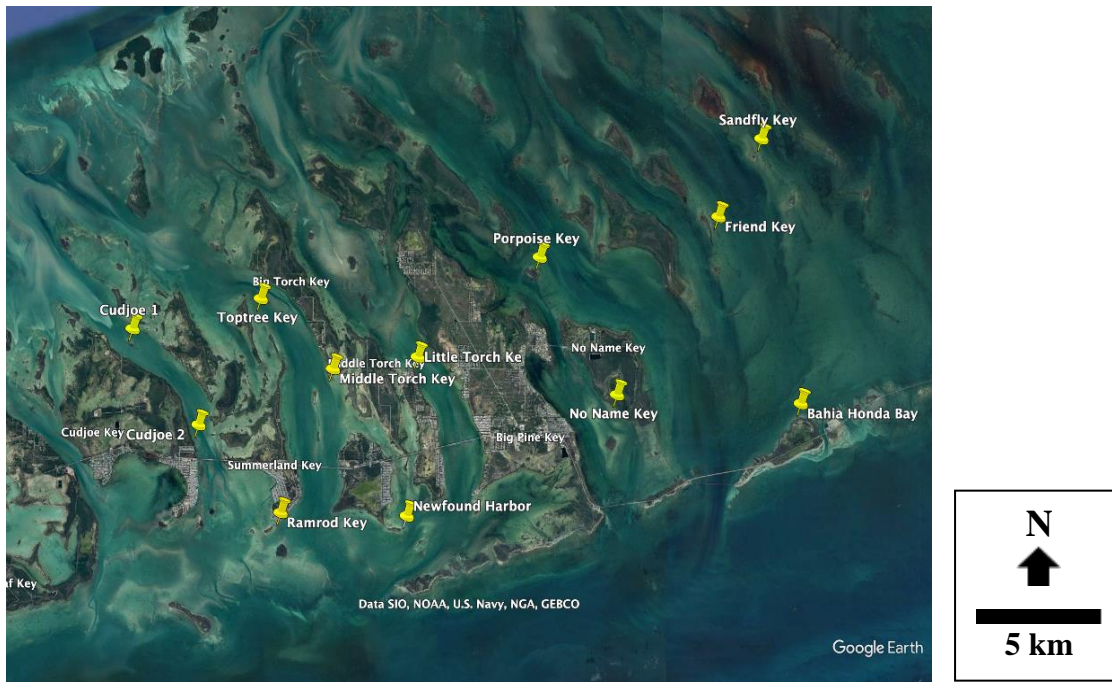 Sandfly Key
Friend Key
Porpoise Key
Big Torch Key
Cudjoe 1
Toptree Key
No Name Key
Little Torch Ke
Middle Torch Key
Middle Torch Key
No Name Key
Bahia Honda Bay
Cudjoe Key
Cudjoe 2
Big Pine Key
Summerland Key
Newfound Harbor
Ramrod Key
af Key
Data SIO, NOAA, U.S. Navy, NGA, GEBCO
Google Earth
N
5 km